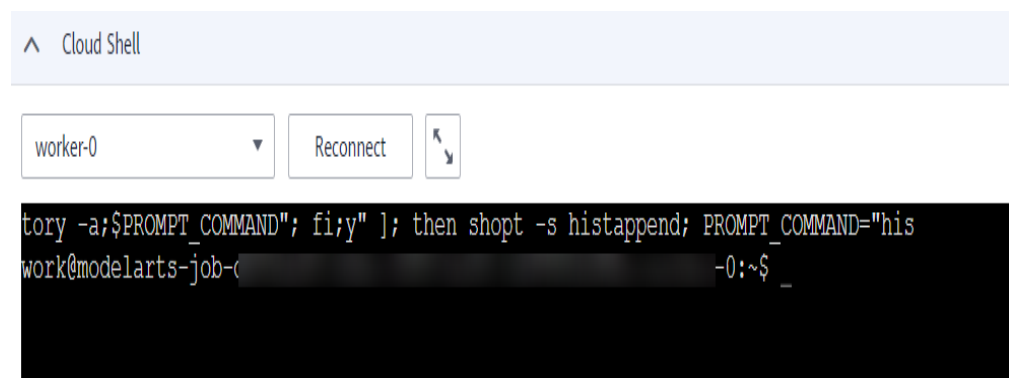 Cloud Shell
worker-0
Reconnect
tory -a;$PROMPT_COMMAND"; fi;y" ]; then shopt -s histappend; PROMPT_COMMAND="his
work@modelarts-job- -0:~$ _